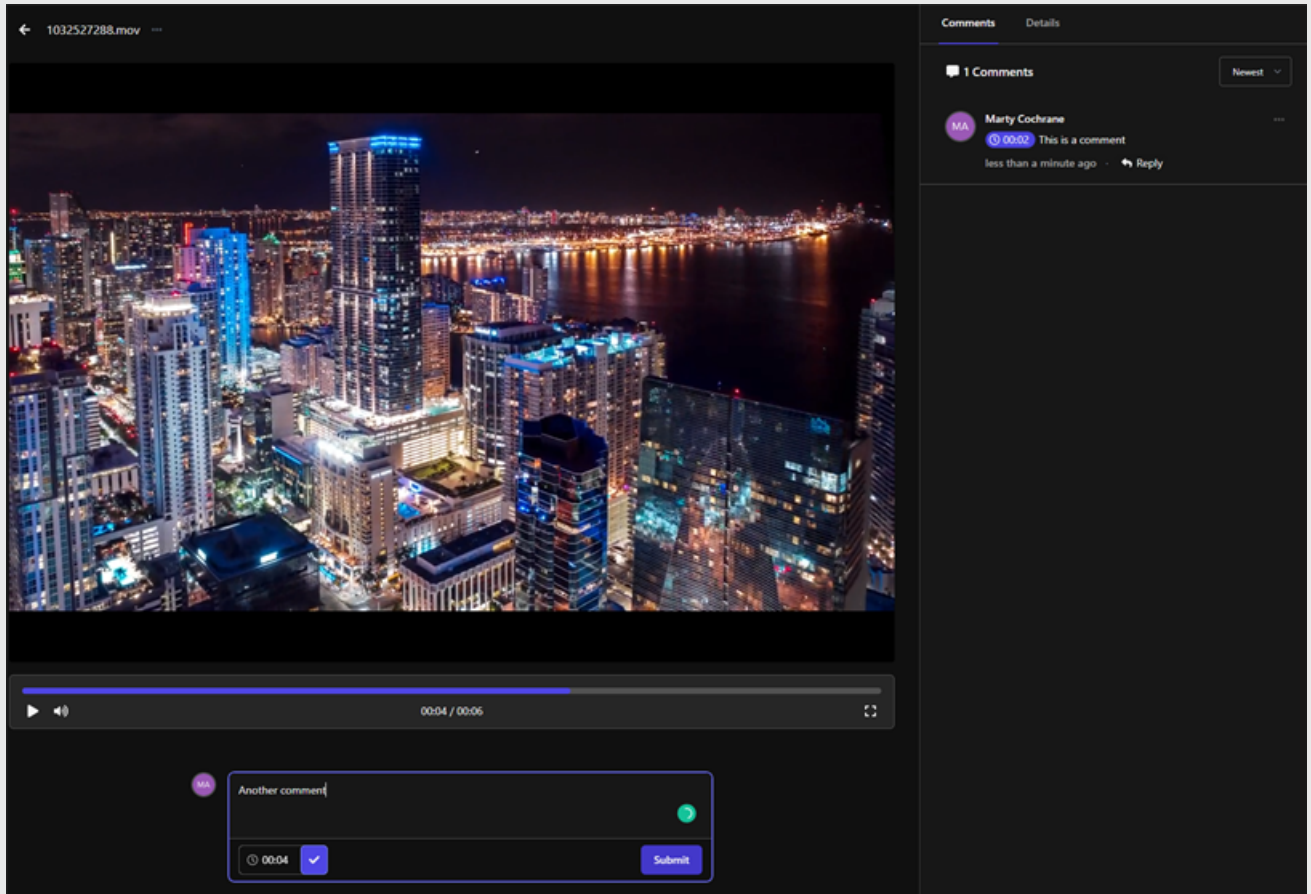 1032527288.mov ...
Comments Details
1 Comments
Newest
MA
Marty Cochrane
...
00:02 This is a comment
less than a minute ago · Reply
00:04 / 00:06
MA
Another comment
00:04
Submit